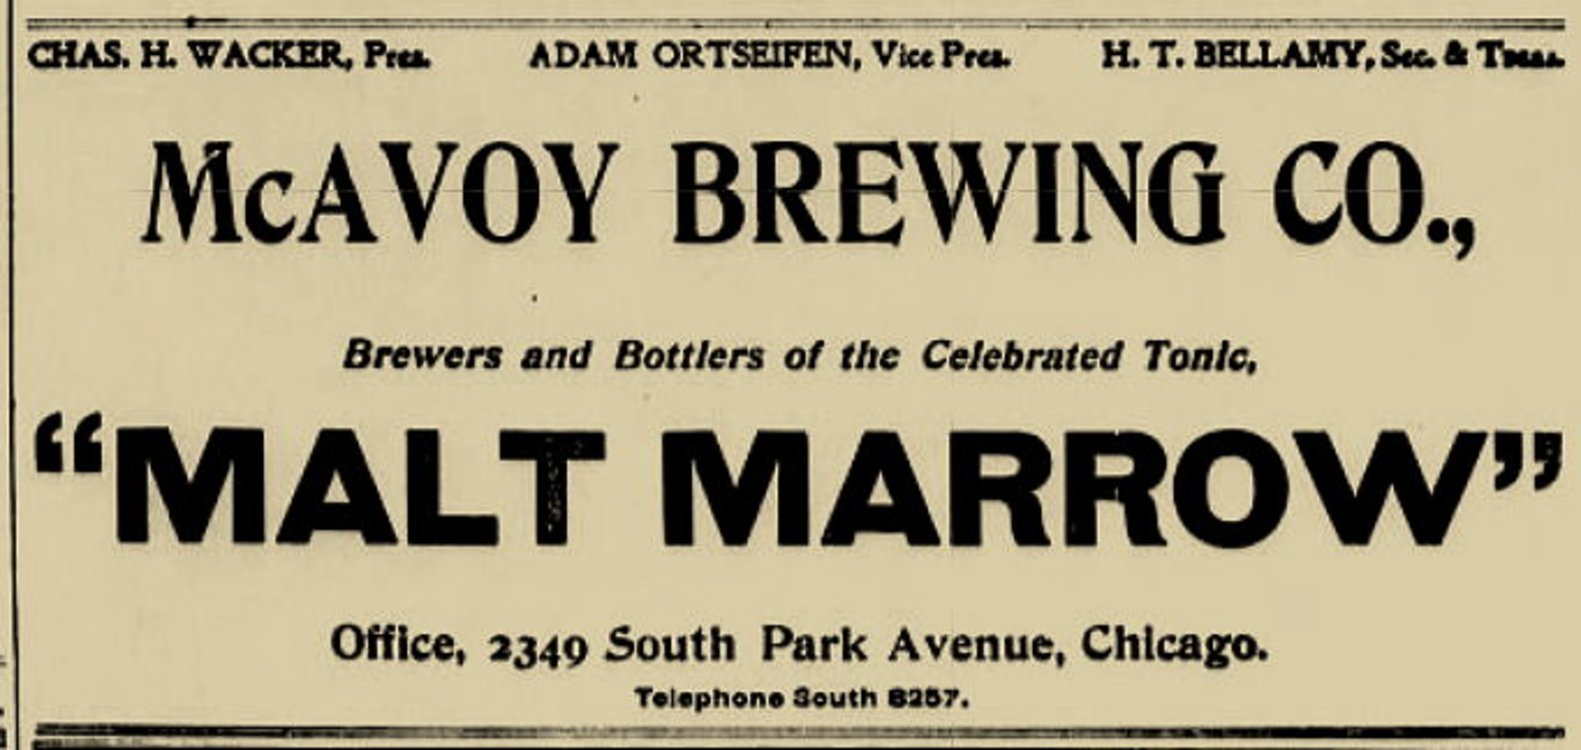 CHAS. H. WACKER, Pres. ADAM ORTSEIFEN, Vice Pres. H. T. BELLAMY, Sec. & Treas.
McAVOY BREWING CO.,
Brewers and Bottlers of the Celebrated Tonic,
“MALT MARROW”
Office, 2349 South Park Avenue, Chicago.
Telephone South 8257.